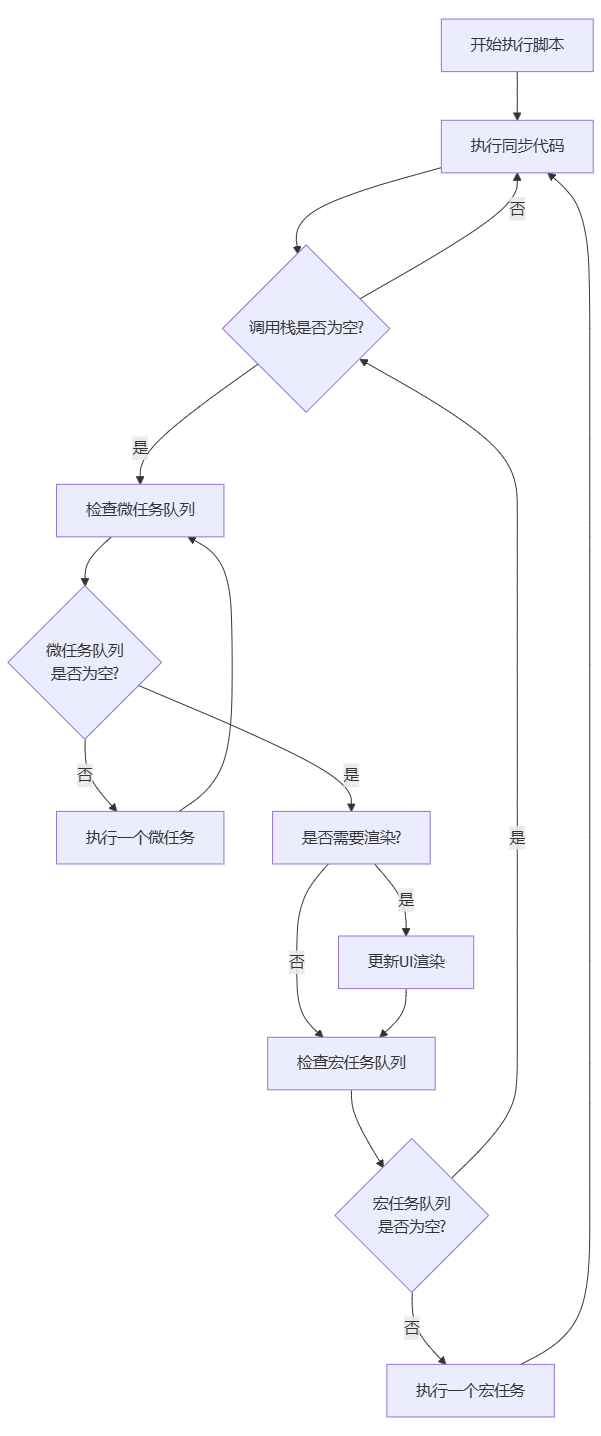 开始执行脚本
执行同步代码
否
调用栈是否为空?
是
检查微任务队列
微任务队列
是否为空?
否
是
执行一个微任务
是否需要渲染?
是
是
否
更新UI渲染
检查宏任务队列
宏任务队列
是否为空?
否
执行一个宏任务